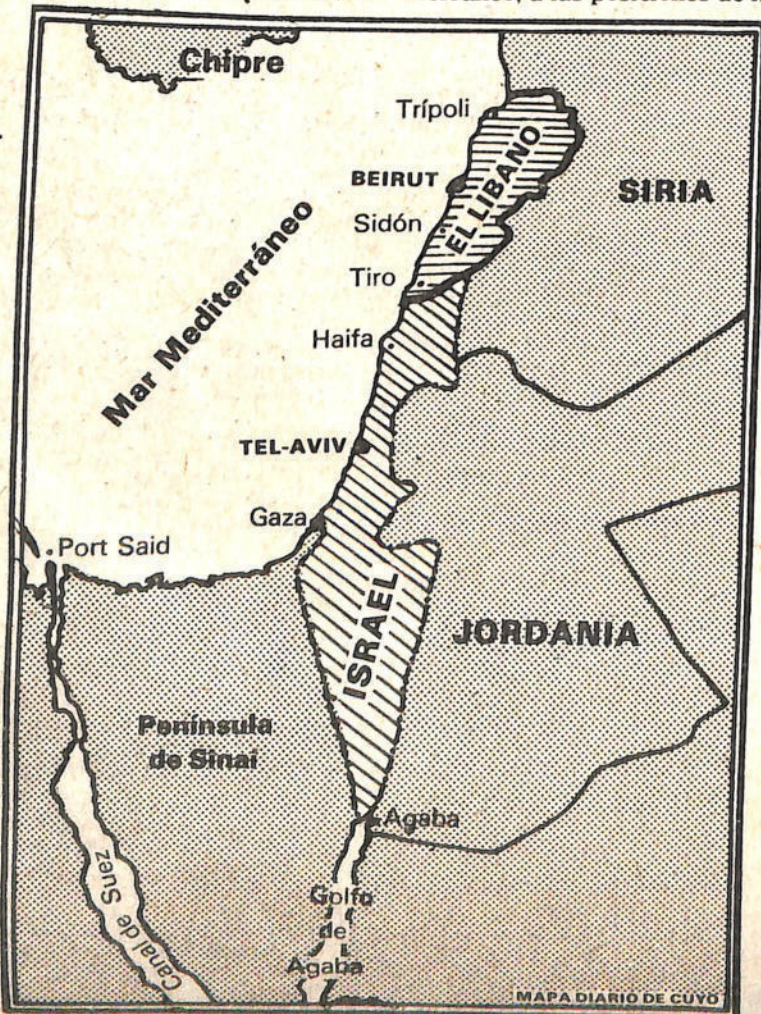 Chipre
Trípoli
BEIRUT
EL LIBANO
SIRIA
Sidón
Tiro
Mar Mediterráneo
Haifa
TEL-AVIV
Gaza
Port Said
ISRAEL
JORDANIA
Península
de Sinaí
Agaba
Canal de Suez
Golfo
de
Agaba
MAPA DIARIO DE CUYO